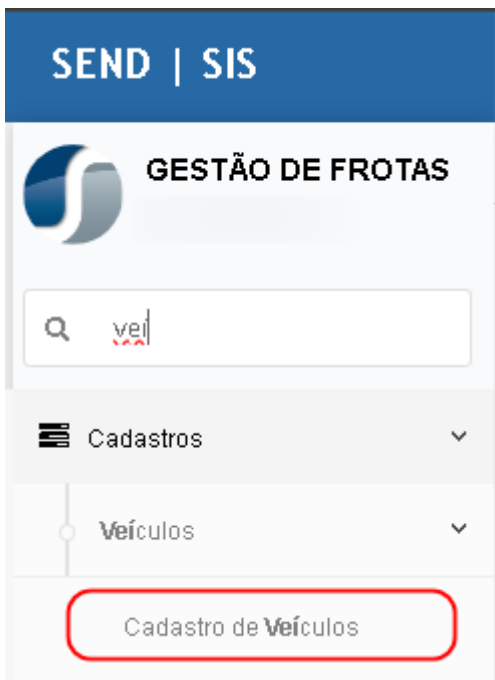 SEND | SIS
GESTÃO DE FROTAS
vei
Cadastros
Veículos
Cadastro de Veículos